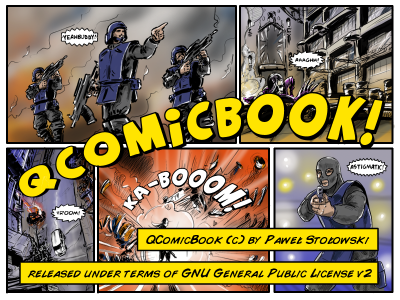 YEAHBUDDY!
AAAGHH!
QCOMiCBOOK!
VROOM!
KA-BOOOM!
ASTIGMATIC!
QCOMICBOOK (C) BY PAWEŁ STOŁOWSKI
RELEASED UNDER TERMS OF GNU GENERAL PUBLIC LICENSE V2